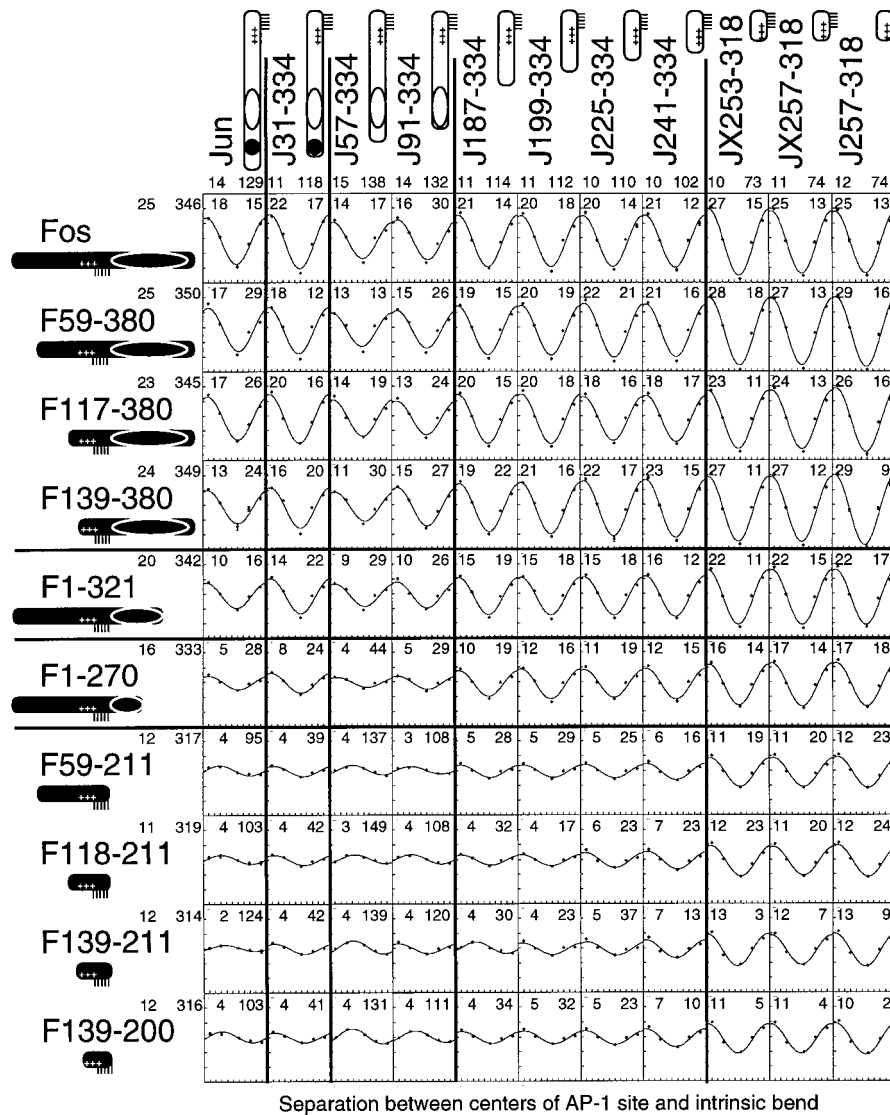 Jun J31-334 J57-334 J91-334 J187-334 J199-334 J225-334 J241-334 JX253-318 JX257-318 J257-318
14 129 11 118 15 138 14 132 11 114 11 112 10 110 10 102 10 73 11 74 12 74
25 346 18 15 22 17 14 17 16 30 21 14 20 18 20 14 21 12 27 15 25 13 25 13
Fos
25 350 17 29 18 12 13 13 15 26 19 15 20 19 22 21 21 16 28 18 27 13 29 16
F59-380
23 345 17 26 20 16 14 19 13 24 20 15 20 18 18 16 18 17 23 11 24 13 26 16
F117-380
24 349 13 24 16 20 11 30 15 27 19 22 21 16 22 17 23 15 27 11 27 12 29 9
F139-380
20 342 10 16 14 22 9 29 10 26 15 19 15 18 15 18 16 12 22 11 22 15 22 17
F1-321
16 333 5 28 8 24 4 44 5 29 10 19 12 16 11 19 12 15 16 14 17 14 17 18
F1-270
12 317 4 95 4 39 4 137 3 108 5 28 5 29 5 25 6 16 11 19 11 20 12 23
F59-211
11 319 4 103 4 42 3 149 4 108 4 32 4 17 6 23 7 23 12 23 11 20 12 24
F118-211
12 314 2 124 4 42 4 139 4 120 4 30 4 23 5 37 7 13 13 3 12 7 13 9
F139-211
12 316 4 103 4 41 4 131 4 111 4 34 5 32 5 23 7 10 11 5 11 4 10 2
F139-200
Separation between centers of AP-1 site and intrinsic bend